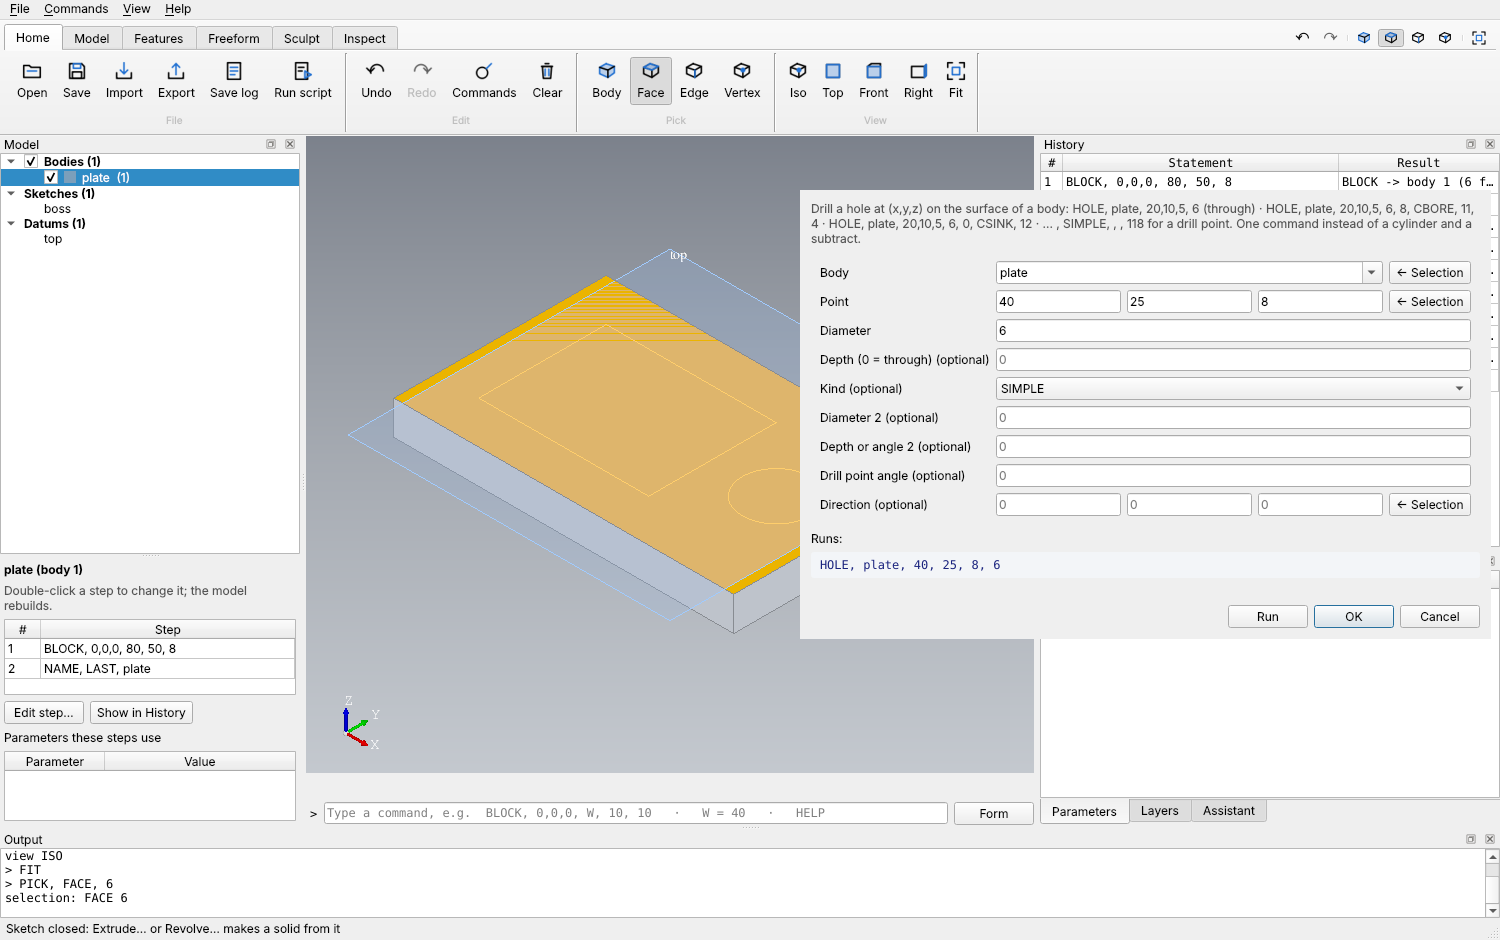 File Commands View Help
Home Model Features Freeform Sculpt Inspect
Open Save Import Export Save log Run script Undo Redo Commands Clear Body Face Edge Vertex Iso Top Front Right Fit
File Edit Pick View
Model
Bodies (1)
plate (1)
Sketches (1)
boss
Datums (1)
top
plate (body 1)
Double-click a step to change it; the model
rebuilds.
# Step
1 BLOCK, 0,0,0, 80, 50, 8
2 NAME, LAST, plate
Edit step... Show in History
Parameters these steps use
Parameter Value
top
Z
Y
X
> Type a command, e.g. BLOCK, 0,0,0, W, 10, 10 · W = 40 · HELP Form
History
# Statement Result
1 BLOCK, 0,0,0, 80, 50, 8 BLOCK -> body 1 (6 f...
Drill a hole at (x,y,z) on the surface of a body: HOLE, plate, 20,10,5, 6 (through) · HOLE, plate, 20,10,5, 6, 8, CBORE, 11,
4 · HOLE, plate, 20,10,5, 6, 0, CSINK, 12 · ... , SIMPLE, , , 118 for a drill point. One command instead of a cylinder and a
subtract.
Body plate ← Selection
Point 40 25 8 ← Selection
Diameter 6
Depth (0 = through) (optional) 0
Kind (optional) SIMPLE
Diameter 2 (optional) 0
Depth or angle 2 (optional) 0
Drill point angle (optional) 0
Direction (optional) 0 0 0 ← Selection
Runs:
HOLE, plate, 40, 25, 8, 6
Run OK Cancel
Parameters Layers Assistant
Output
view ISO
> FIT
> PICK, FACE, 6
selection: FACE 6
Sketch closed: Extrude... or Revolve... makes a solid from it